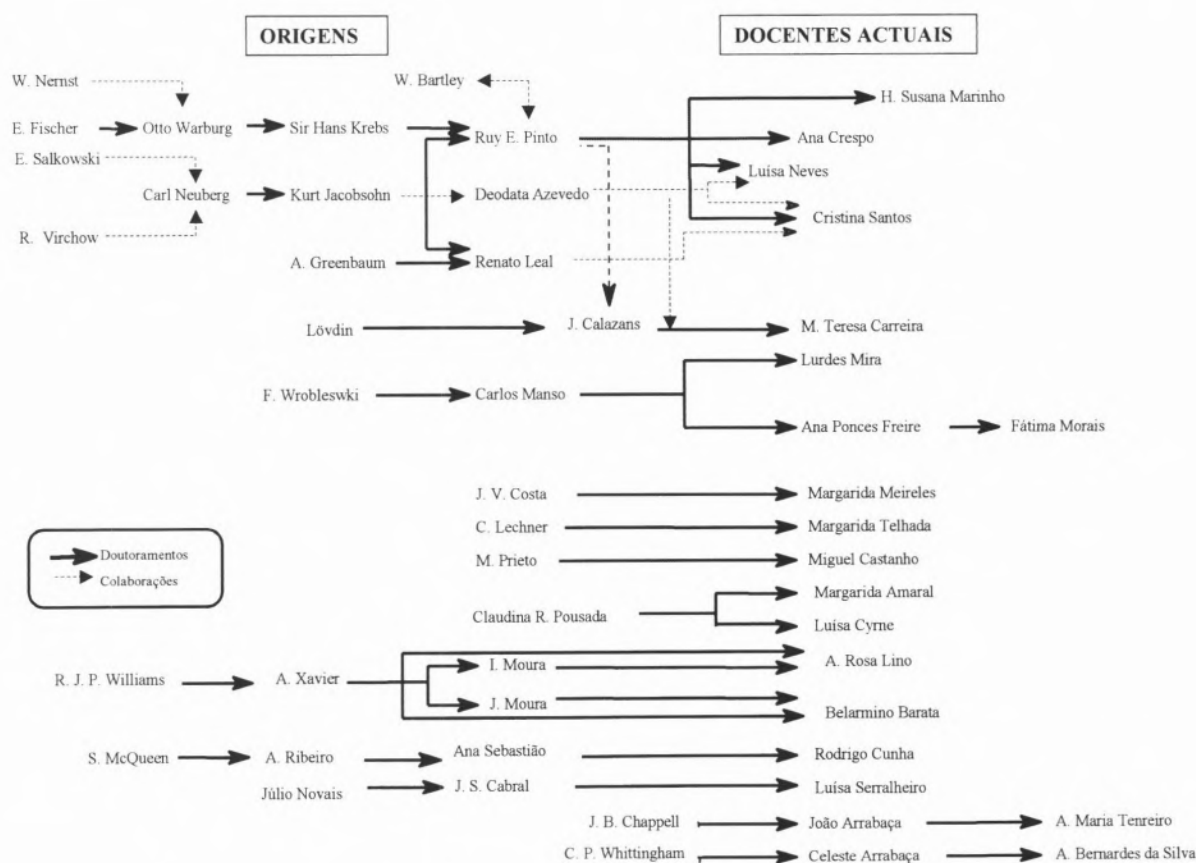 ORIGENS
DOCENTES ACTUAIS
W. Nernst
W. Bartley
H. Susana Marinho
E. Fischer
Otto Warburg
Sir Hans Krebs
Ruy E. Pinto
Ana Crespo
E. Salkowski
Luísa Neves
Carl Neuberg
Kurt Jacobsohn
Deodata Azevedo
Cristina Santos
R. Virchow
A. Greenbaum
Renato Leal
Lövdin
J. Calazans
M. Teresa Carreira
Lurdes Mira
F. Wrobleswki
Carlos Manso
Ana Ponces Freire
Fátima Morais
J. V. Costa
Margarida Meireles
C. Lechner
Margarida Telhada
Doutoramentos
Colaborações
M. Prieto
Miguel Castanho
Margarida Amaral
Claudina R. Pousada
Luísa Cyrne
I. Moura
A. Rosa Lino
R. J. P. Williams
A. Xavier
J. Moura
Belarmino Barata
S. McQueen
A. Ribeiro
Ana Sebastião
Rodrigo Cunha
Júlio Novais
J. S. Cabral
Luísa Serralheiro
J. B. Chappell
João Arrabaça
A. Maria Tenreiro
C. P. Whittingham
Celeste Arrabaça
A. Bernardes da Silva